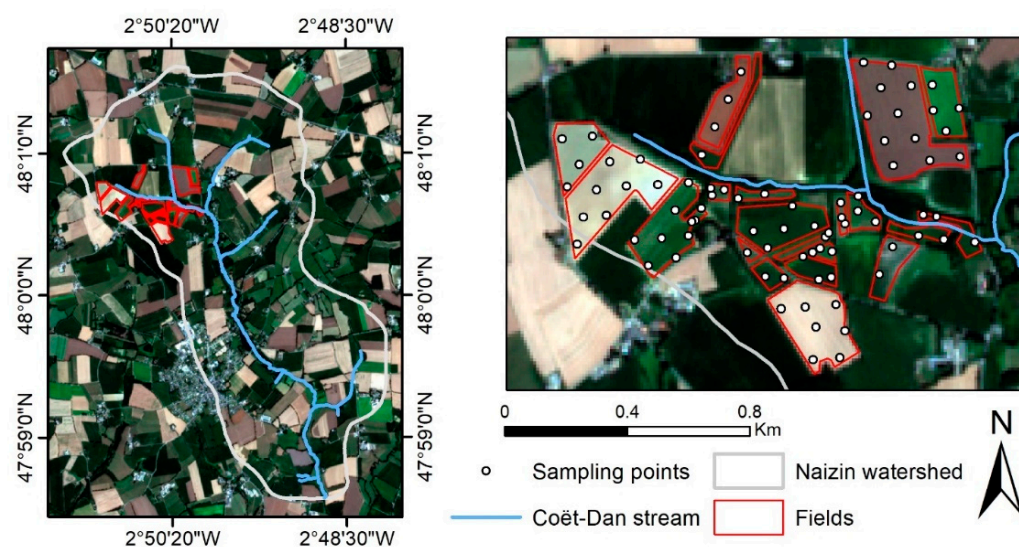 2°50'20"W 2°48'30"W
48°1'0"N 48°1'0"N
48°0'0"N 48°0'0"N
47°59'0"N 47°59'0"N
2°50'20"W 2°48'30"W
0 0.4 0.8
Km
N
Sampling points Naizin watershed
Coët-Dan stream Fields